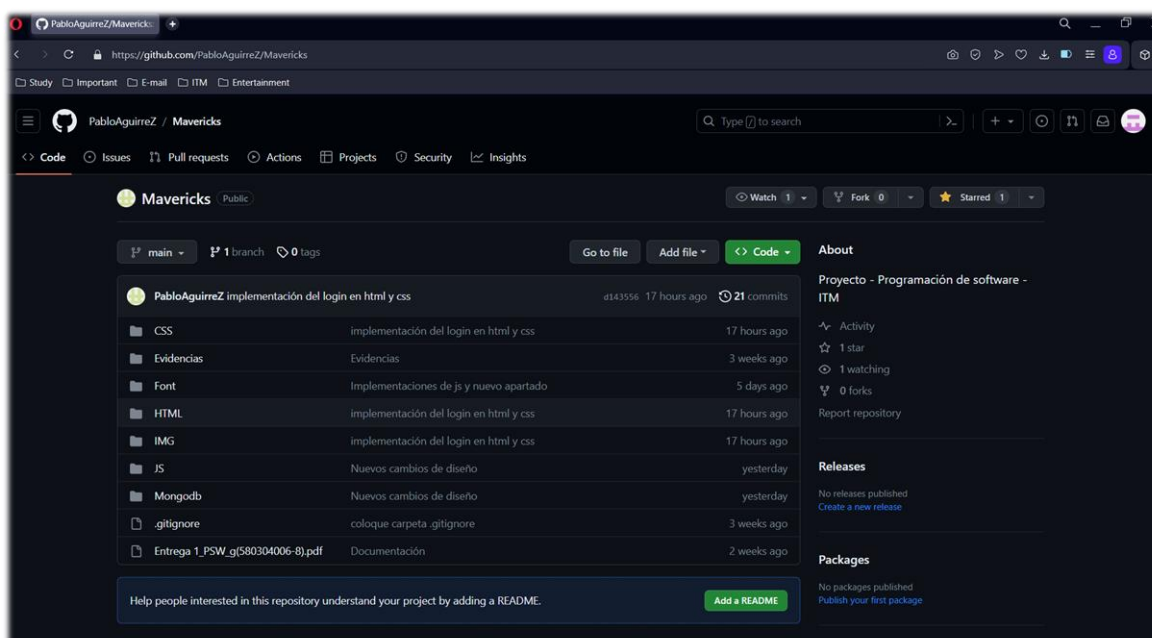 PabloAguirreZ/Mavericks
https://github.com/PabloAguirreZ/Mavericks
Study Important E-mail ITM Entertainment
PabloAguirreZ / Mavericks
Type / to search
Code Issues Pull requests Actions Projects Security Insights
Mavericks Public
Watch 1 Fork 0 Starred 1
main 1 branch 0 tags Go to file Add file Code
PabloAguirreZ implementación del login en html y css d143556 17 hours ago 21 commits
CSS implementación del login en html y css 17 hours ago
Evidencias Evidencias 3 weeks ago
Font Implementaciones de js y nuevo apartado 5 days ago
HTML implementación del login en html y css 17 hours ago
IMG implementación del login en html y css 17 hours ago
JS Nuevos cambios de diseño yesterday
Mongodb Nuevos cambios de diseño yesterday
.gitignore coloque carpeta .gitignore 3 weeks ago
Entrega 1_PSW_g(580304006-8).pdf Documentación 2 weeks ago
Help people interested in this repository understand your project by adding a README. Add a README
About
Proyecto - Programación de software -
ITM
Activity
1 star
1 watching
0 forks
Report repository
Releases
No releases published
Create a new release
Packages
No packages published
Publish your first package